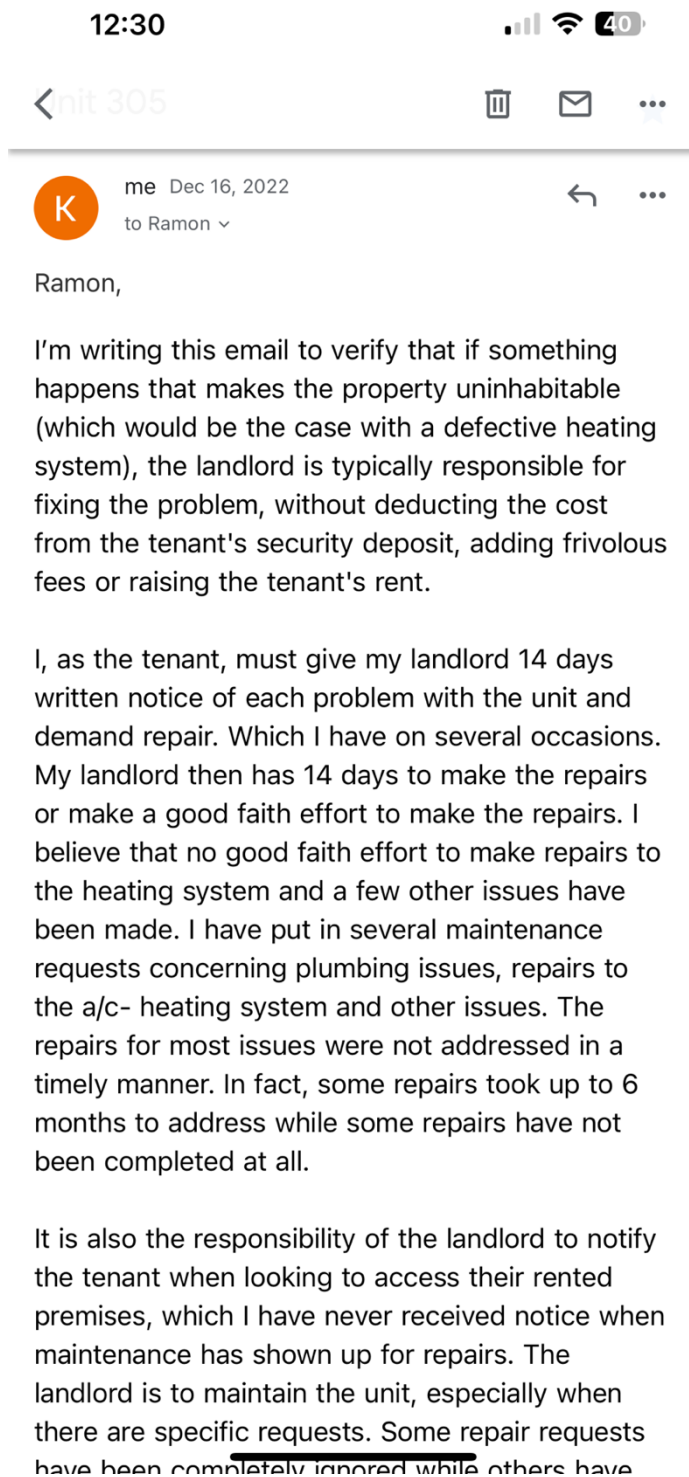 12:30
40
Unit 305
K
me Dec 16, 2022
to Ramon
Ramon,
I’m writing this email to verify that if something
happens that makes the property uninhabitable
(which would be the case with a defective heating
system), the landlord is typically responsible for
fixing the problem, without deducting the cost
from the tenant's security deposit, adding frivolous
fees or raising the tenant's rent.
I, as the tenant, must give my landlord 14 days
written notice of each problem with the unit and
demand repair. Which I have on several occasions.
My landlord then has 14 days to make the repairs
or make a good faith effort to make the repairs. I
believe that no good faith effort to make repairs to
the heating system and a few other issues have
been made. I have put in several maintenance
requests concerning plumbing issues, repairs to
the a/c- heating system and other issues. The
repairs for most issues were not addressed in a
timely manner. In fact, some repairs took up to 6
months to address while some repairs have not
been completed at all.
It is also the responsibility of the landlord to notify
the tenant when looking to access their rented
premises, which I have never received notice when
maintenance has shown up for repairs. The
landlord is to maintain the unit, especially when
there are specific requests. Some repair requests
have been completely ignored while others have